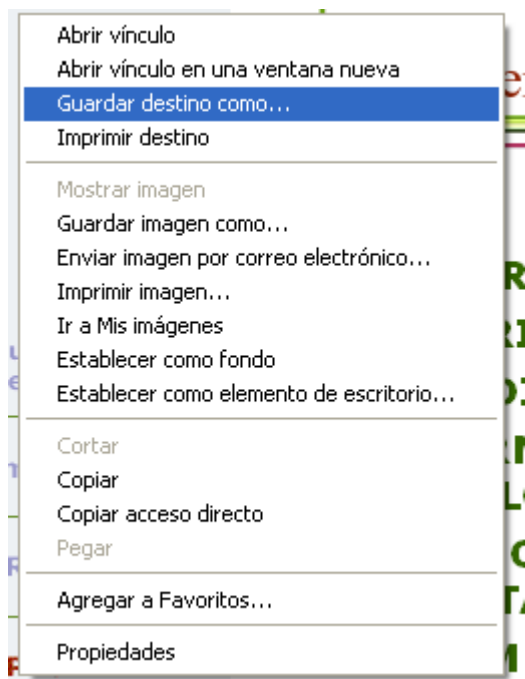 Abrir vínculo
Abrir vínculo en una ventana nueva
Guardar destino como...
Imprimir destino
Mostrar imagen
Guardar imagen como...
Enviar imagen por correo electrónico...
Imprimir imagen...
Ir a Mis imágenes
Establecer como fondo
Establecer como elemento de escritorio...
Cortar
Copiar
Copiar acceso directo
Pegar
Agregar a Favoritos...
Propiedades